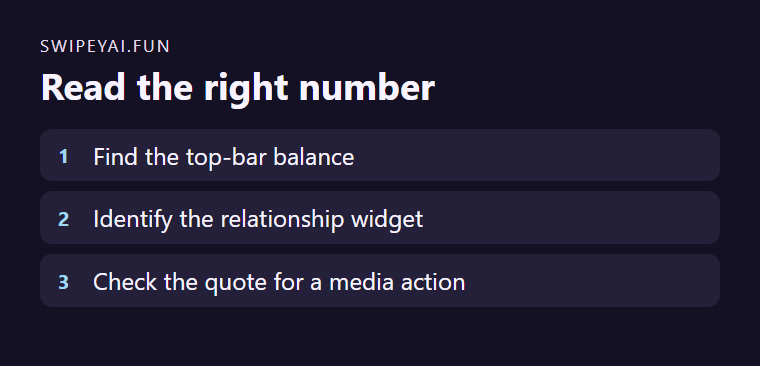 SWIPEYAI.FUN
Read the right number
1 Find the top-bar balance
2 Identify the relationship widget
3 Check the quote for a media action